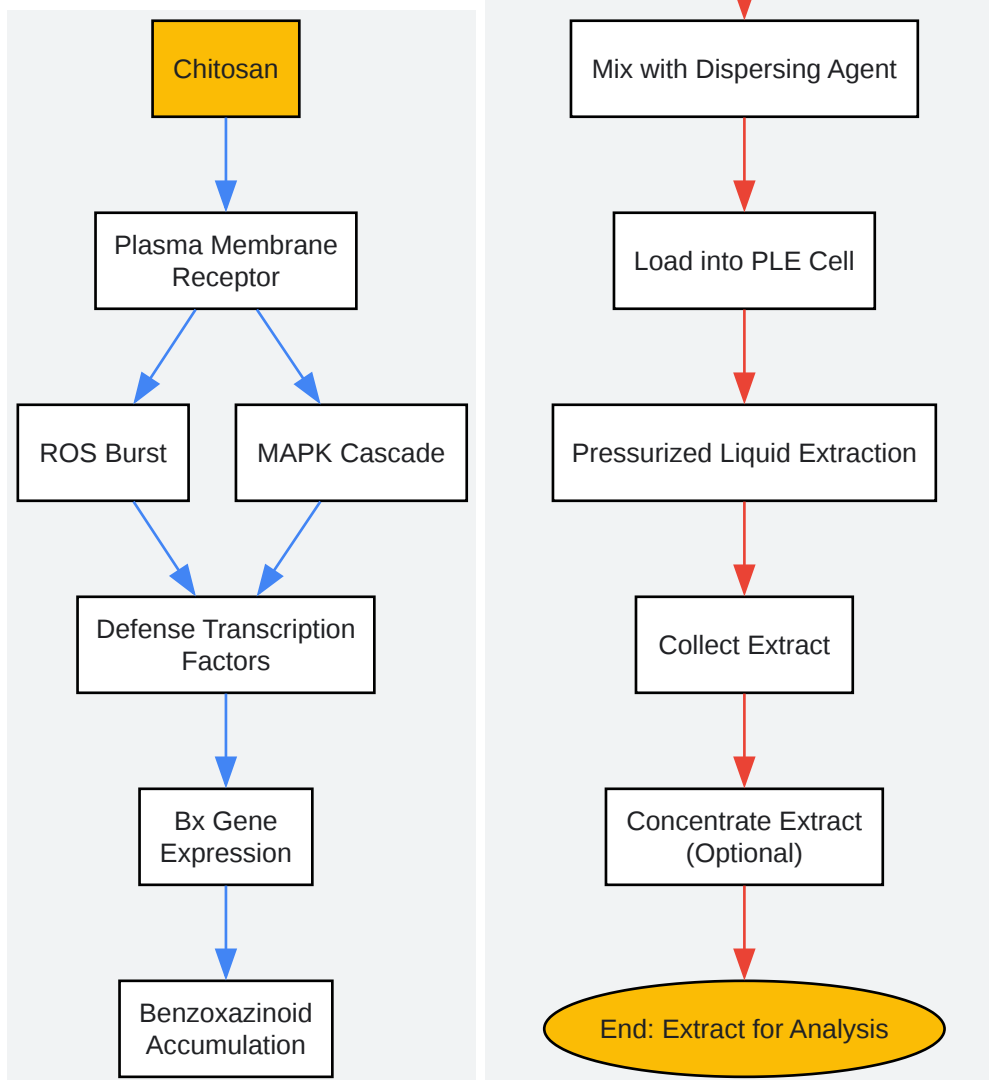 Chitosan
Plasma Membrane
Receptor
ROS Burst
MAPK Cascade
Defense Transcription
Factors
Bx Gene
Expression
Benzoxazinoid
Accumulation
Mix with Dispersing Agent
Load into PLE Cell
Pressurized Liquid Extraction
Collect Extract
Concentrate Extract
(Optional)
End: Extract for Analysis